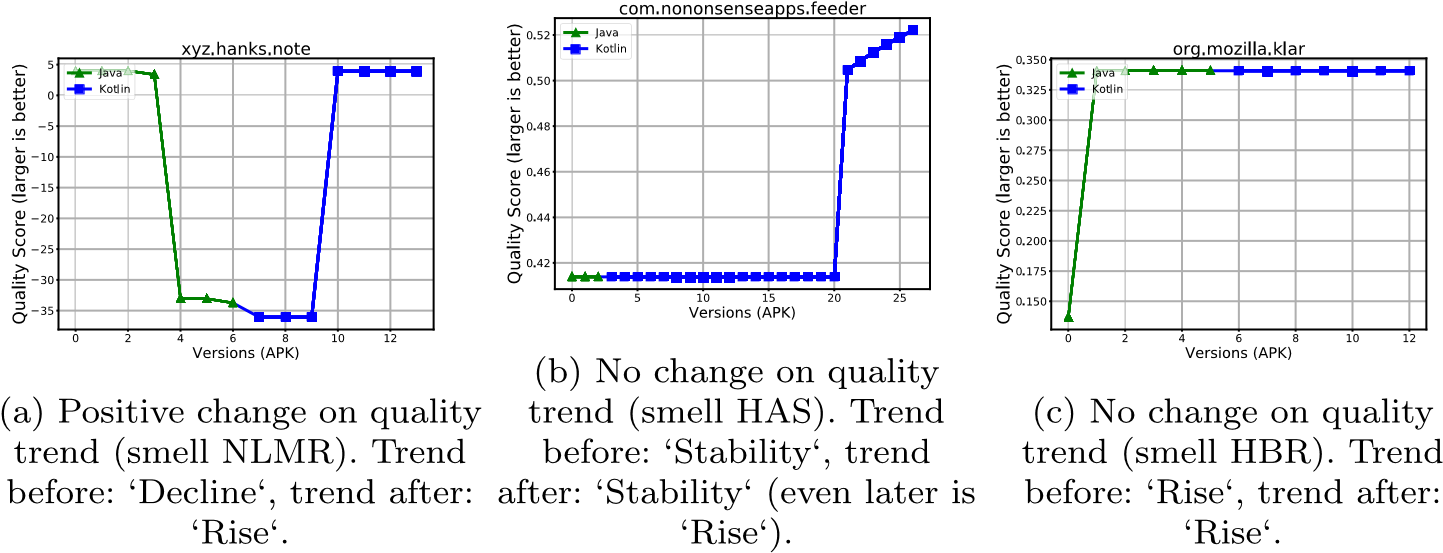 xyz.hanks.note
Quality Score (larger is better)
5
0
−5
−10
−15
−20
−25
−30
−35
Java
Kotlin
0 2 4 6 8 10 12
Versions (APK)
(a) Positive change on quality
trend (smell NLMR). Trend
before: ‘Decline‘, trend after:
‘Rise‘.
com.nononsenseapps.feeder
Quality Score (larger is better)
0.52
0.50
0.48
0.46
0.44
0.42
Java
Kotlin
0 5 10 15 20 25
Versions (APK)
(b) No change on quality
trend (smell HAS). Trend
before: ‘Stability‘, trend
after: ‘Stability‘ (even later is
‘Rise‘).
org.mozilla.klar
Quality Score (larger is better)
0.350
0.325
0.300
0.275
0.250
0.225
0.200
0.175
0.150
Java
Kotlin
0 2 4 6 8 10 12
Versions (APK)
(c) No change on quality
trend (smell HBR). Trend
before: ‘Rise‘, trend after:
‘Rise‘.